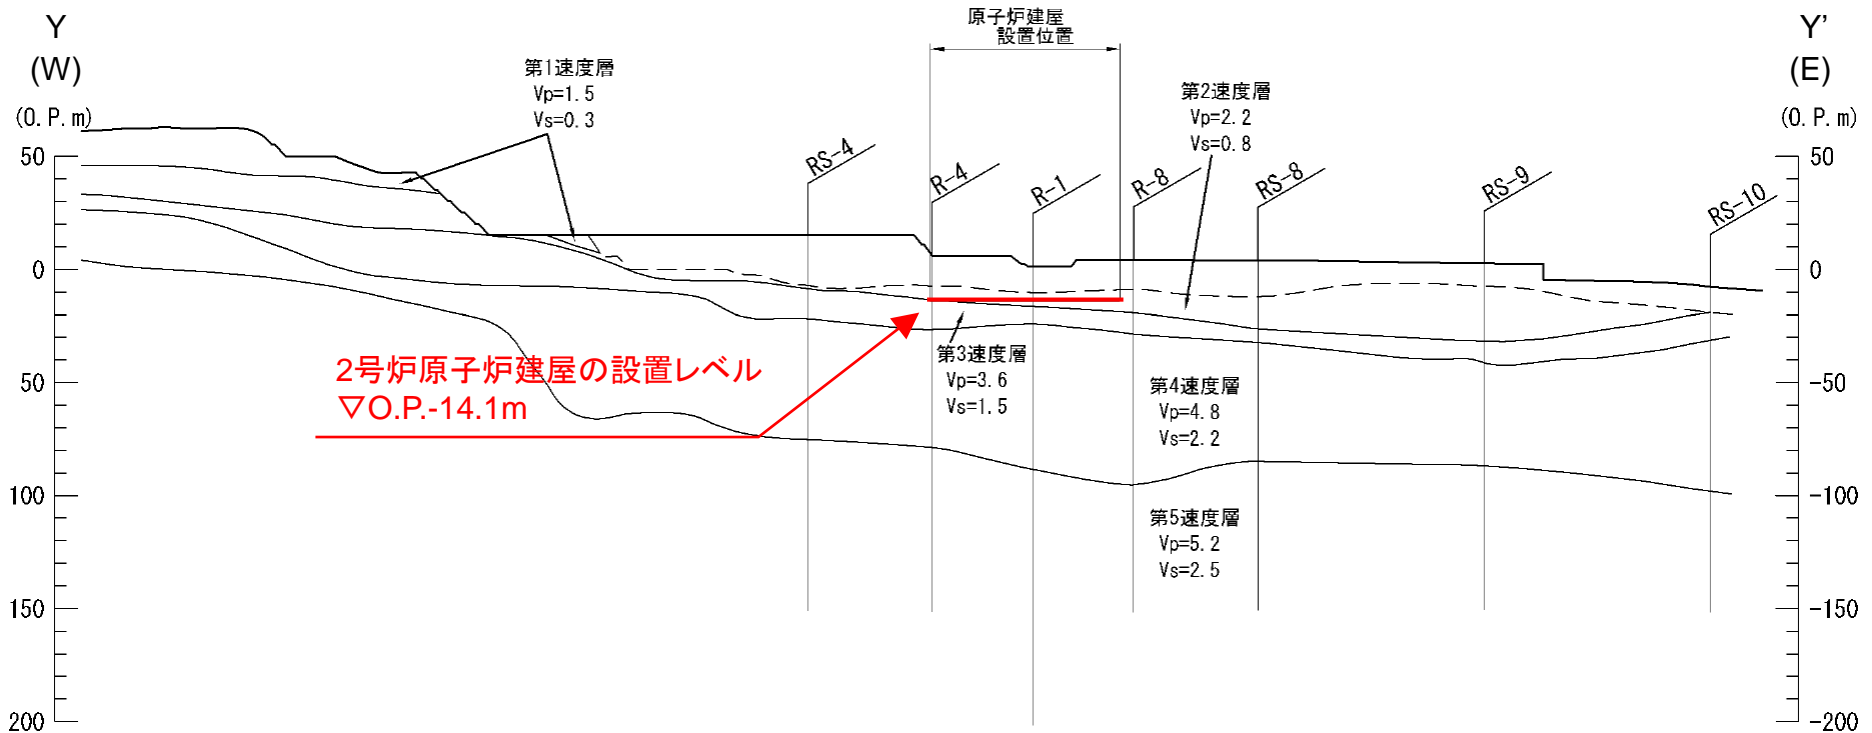 Y
(W)
(O.P.m)
原子炉建屋
設置位置
Y'
(E)
(O.P.m)
第1速度層
Vp=1.5
Vs=0.3
第2速度層
Vp=2.2
Vs=0.8
RS-4
R-4
R-1
R-8
RS-8
RS-9
RS-10
50
0
50
100
150
200
50
0
-50
-100
-150
-200
第3速度層
Vp=3.6
Vs=1.5
2号炉原子炉建屋の設置レベル
▽O.P.-14.1m
第4速度層
Vp=4.8
Vs=2.2
第5速度層
Vp=5.2
Vs=2.5